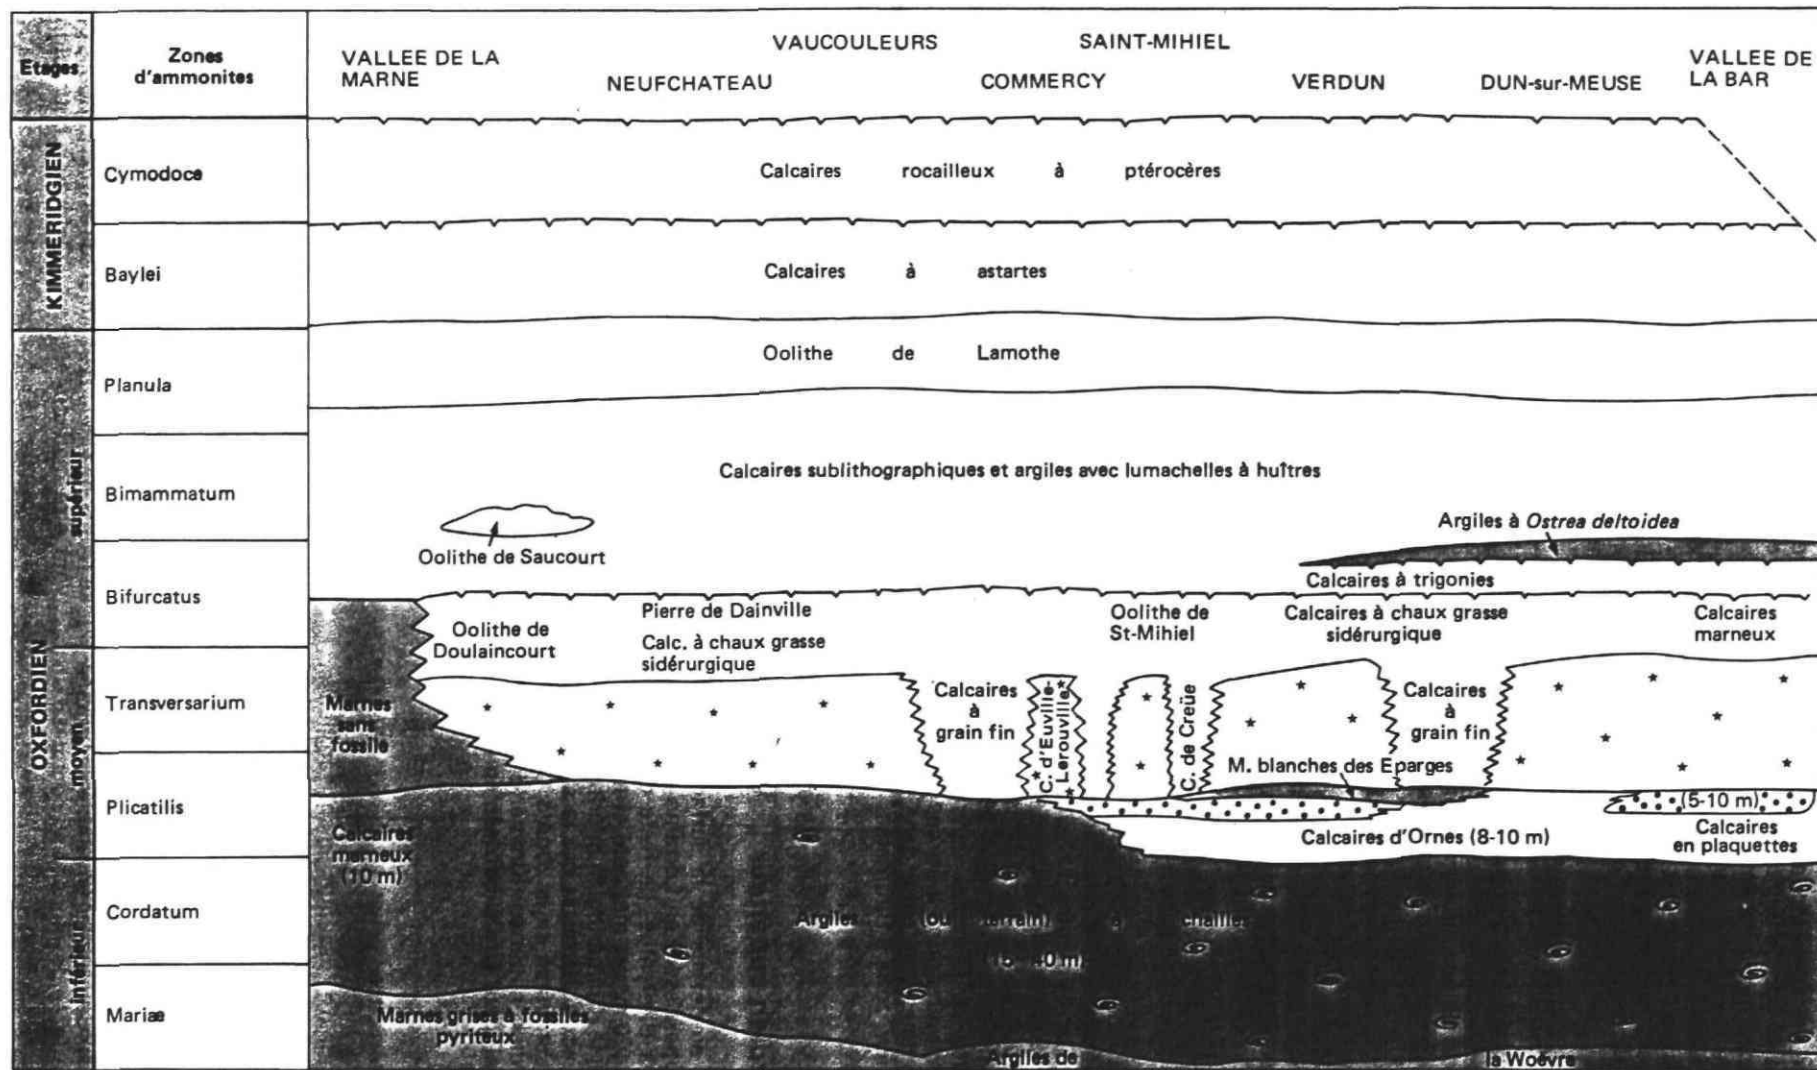 Etages
Zones
d'ammonites
VALLEE DE LA
MARNE
NEUFCHATEAU
VAUCOULEURS
COMMERCY
SAINT-MIHIEL
VERDUN
DUN-sur-MEUSE
VALLEE DE
LA BAR
KIMMERIDGIEN
Cymodoce
Calcaires rocailleux à ptérocères
Baylei
Calcaires à astartes
OXFORDIEN
supérieur
Planula
Oolithe de Lamothe
Bimammatum
Calcaires sublithographiques et argiles avec lumachelles à huîtres
Oolithe de Saucourt
Argiles à Ostrea deltoidea
Calcaires à trigonies
Bifurcatus
Pierre de Dainville
Oolithe de
Doulaincourt
Calc. à chaux grasse
sidérurgique
Oolithe de
St-Mihiel
Calcaires à chaux grasse
sidérurgique
Calcaires
marneux
moyen
Transversarium
Marnes
sans
fossile
Calcaires
à
grain fin
C. d'Euville-
Lerouville
C. de Creüe
Calcaires
à
grain fin
M. blanches des Eparges
Plicatilis
(5-10 m)
Calcaires
marneux
(10 m)
Calcaires d'Ornes (8-10 m)
Calcaires
en plaquettes
inférieur
Cordatum
Argiles (ou terrain) à chailles
40 m)
Mariæ
Marnes grises à fossiles
pyriteux
Argiles de la Woëvre